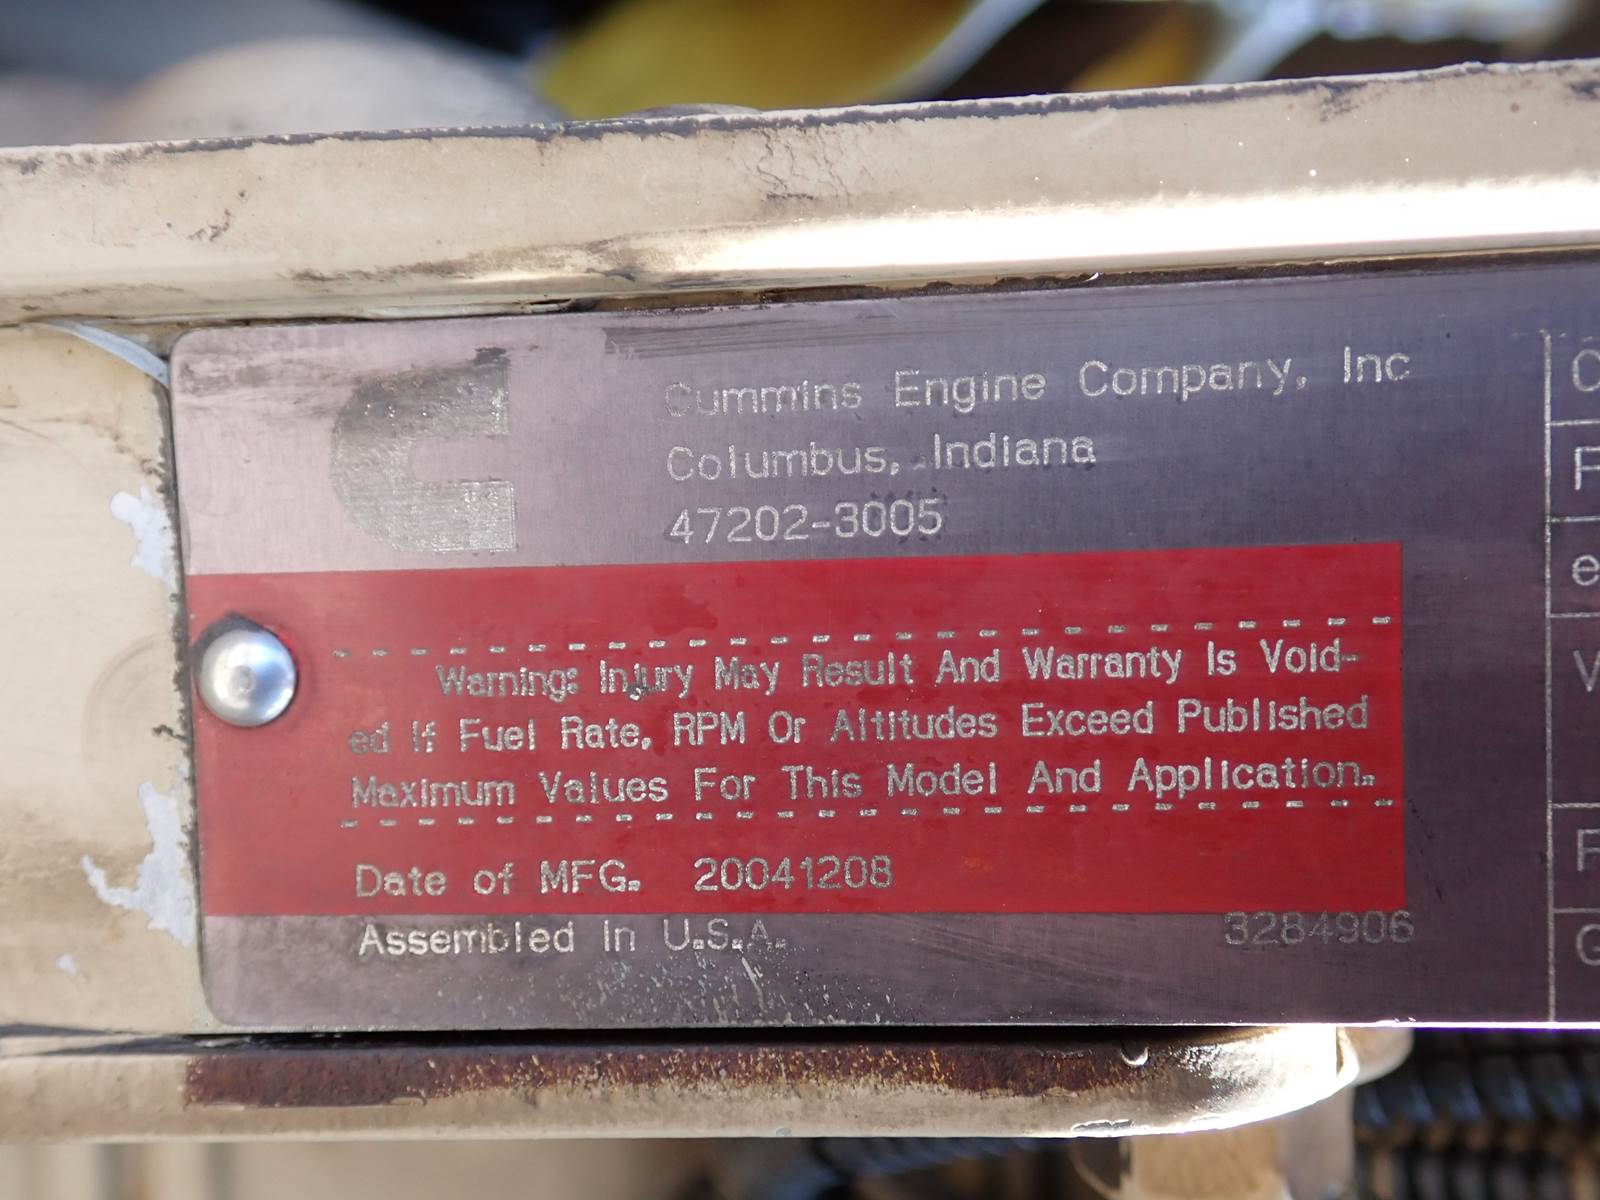 Cummins Engine Company, Inc
Columbus, Indiana
47202-3005
Warning: Injury May Result And Warranty Is Void-
ed If Fuel Rate, RPM Or Altitudes Exceed Published
Maximum Values For This Model And Application.
Date of MFG. 20041208
Assembled In U.S.A. 3284906